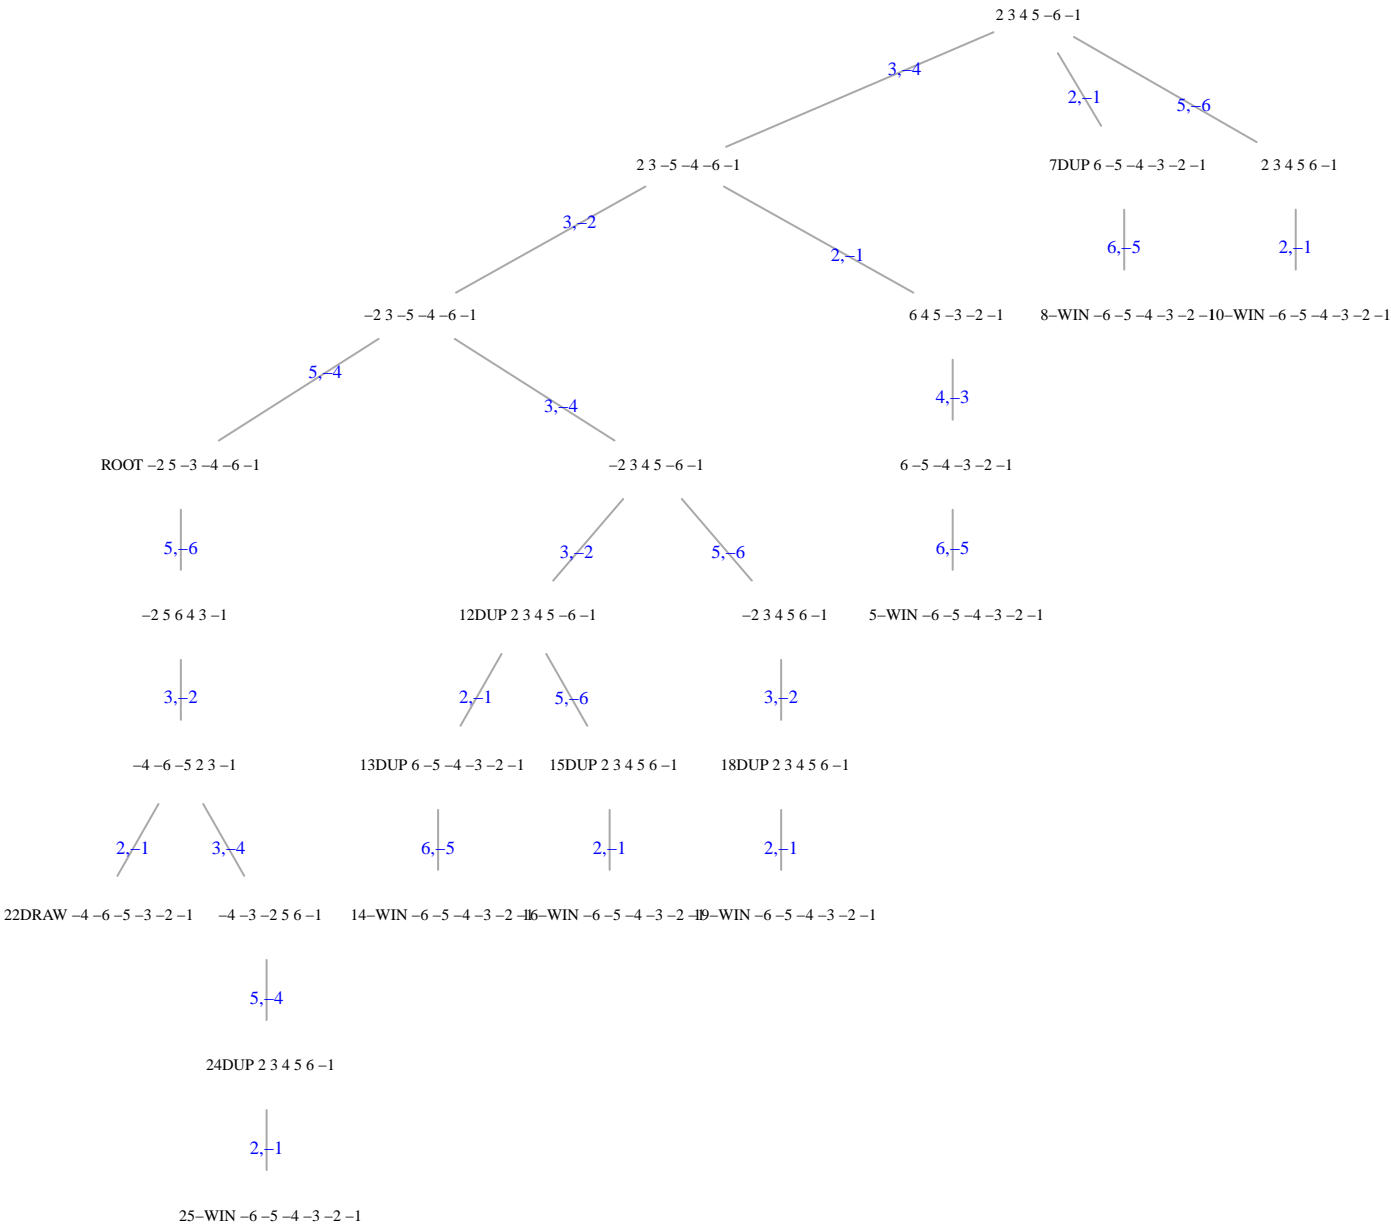 2 3 4 5 −6 −1
3,−4
2,−1
5,−6
2 3 −5 −4 −6 −1
7DUP 6 −5 −4 −3 −2 −1
2 3 4 5 6 −1
3,−2
2,−1
6,−5
2,−1
−2 3 −5 −4 −6 −1
6 4 5 −3 −2 −1
8−WIN −6 −5 −4 −3 −2 −1
10−WIN −6 −5 −4 −3 −2 −1
5,−4
3,−4
4,−3
ROOT −2 5 −3 −4 −6 −1
−2 3 4 5 −6 −1
6 −5 −4 −3 −2 −1
5,−6
3,−2
5,−6
6,−5
−2 5 6 4 3 −1
12DUP 2 3 4 5 −6 −1
−2 3 4 5 6 −1
5−WIN −6 −5 −4 −3 −2 −1
3,−2
2,−1
5,−6
3,−2
−4 −6 −5 2 3 −1
13DUP 6 −5 −4 −3 −2 −1
15DUP 2 3 4 5 6 −1
18DUP 2 3 4 5 6 −1
2,−1
3,−4
6,−5
2,−1
2,−1
22DRAW −4 −6 −5 −3 −2 −1
−4 −3 −2 5 6 −1
14−WIN −6 −5 −4 −3 −2 −1
16−WIN −6 −5 −4 −3 −2 −1
19−WIN −6 −5 −4 −3 −2 −1
5,−4
24DUP 2 3 4 5 6 −1
2,−1
25−WIN −6 −5 −4 −3 −2 −1